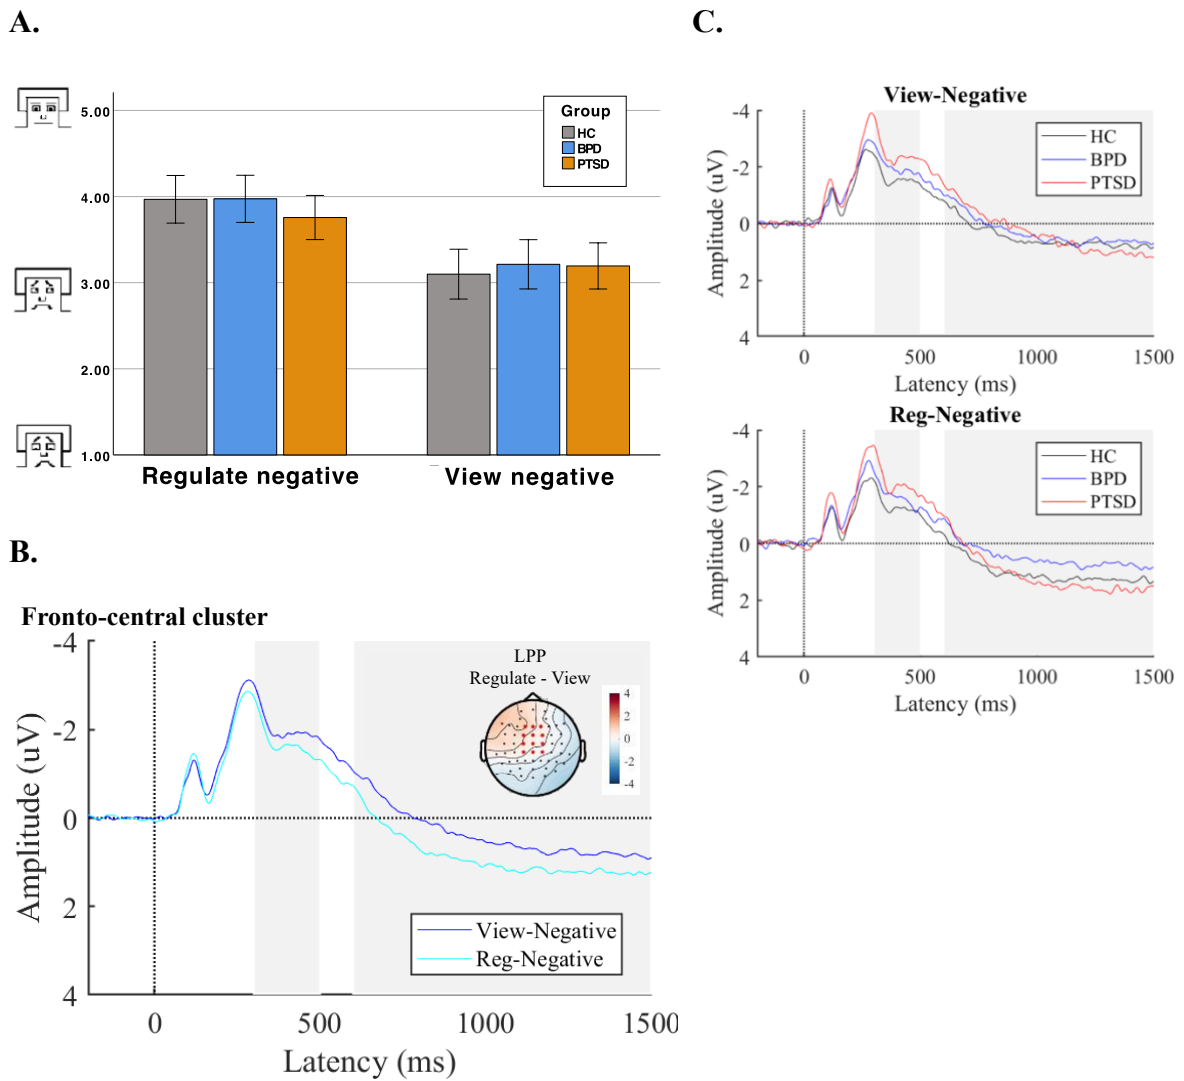 A.
5.00
4.00
3.00
2.00
1.00
Group
HC
BPD
PTSD
Regulate negative
View negative
B.
Fronto-central cluster
-4
-2
0
2
4
Amplitude (uV)
0
500
1000
1500
Latency (ms)
LPP
Regulate - View
4
2
0
-2
-4
View-Negative
Reg-Negative
C.
View-Negative
-4
-2
0
2
4
Amplitude (uV)
HC
BPD
PTSD
0
500
1000
1500
Latency (ms)
Reg-Negative
-4
-2
0
2
4
Amplitude (uV)
HC
BPD
PTSD
0
500
1000
1500
Latency (ms)